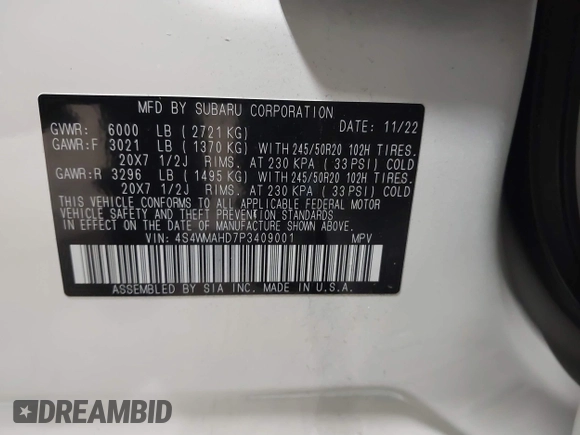 MFD BY SUBARU CORPORATION
GVWR: 6000 LB ( 2721 KG) DATE: 11/22
GAWR:F 3021 LB ( 1370 KG) WITH 245/50R20 102H TIRES.
20X7 1/2J RIMS. AT 230 KPA ( 33 PSI) COLD
GAWR:R 3296 LB ( 1495 KG) WITH 245/50R20 102H TIRES.
20X7 1/2J RIMS. AT 230 KPA ( 33 PSI) COLD
THIS VEHICLE CONFORMS TO ALL APPLICABLE FEDERAL MOTOR
VEHICLE SAFETY AND THEFT PREVENTION STANDARDS
IN EFFECT ON THE DATE OF MANUFACTURE SHOWN ABOVE.
VIN: 4S4WMAHD7P3409001 MPV
ASSEMBLED BY SIA INC. MADE IN U.S.A.
DREAMBID